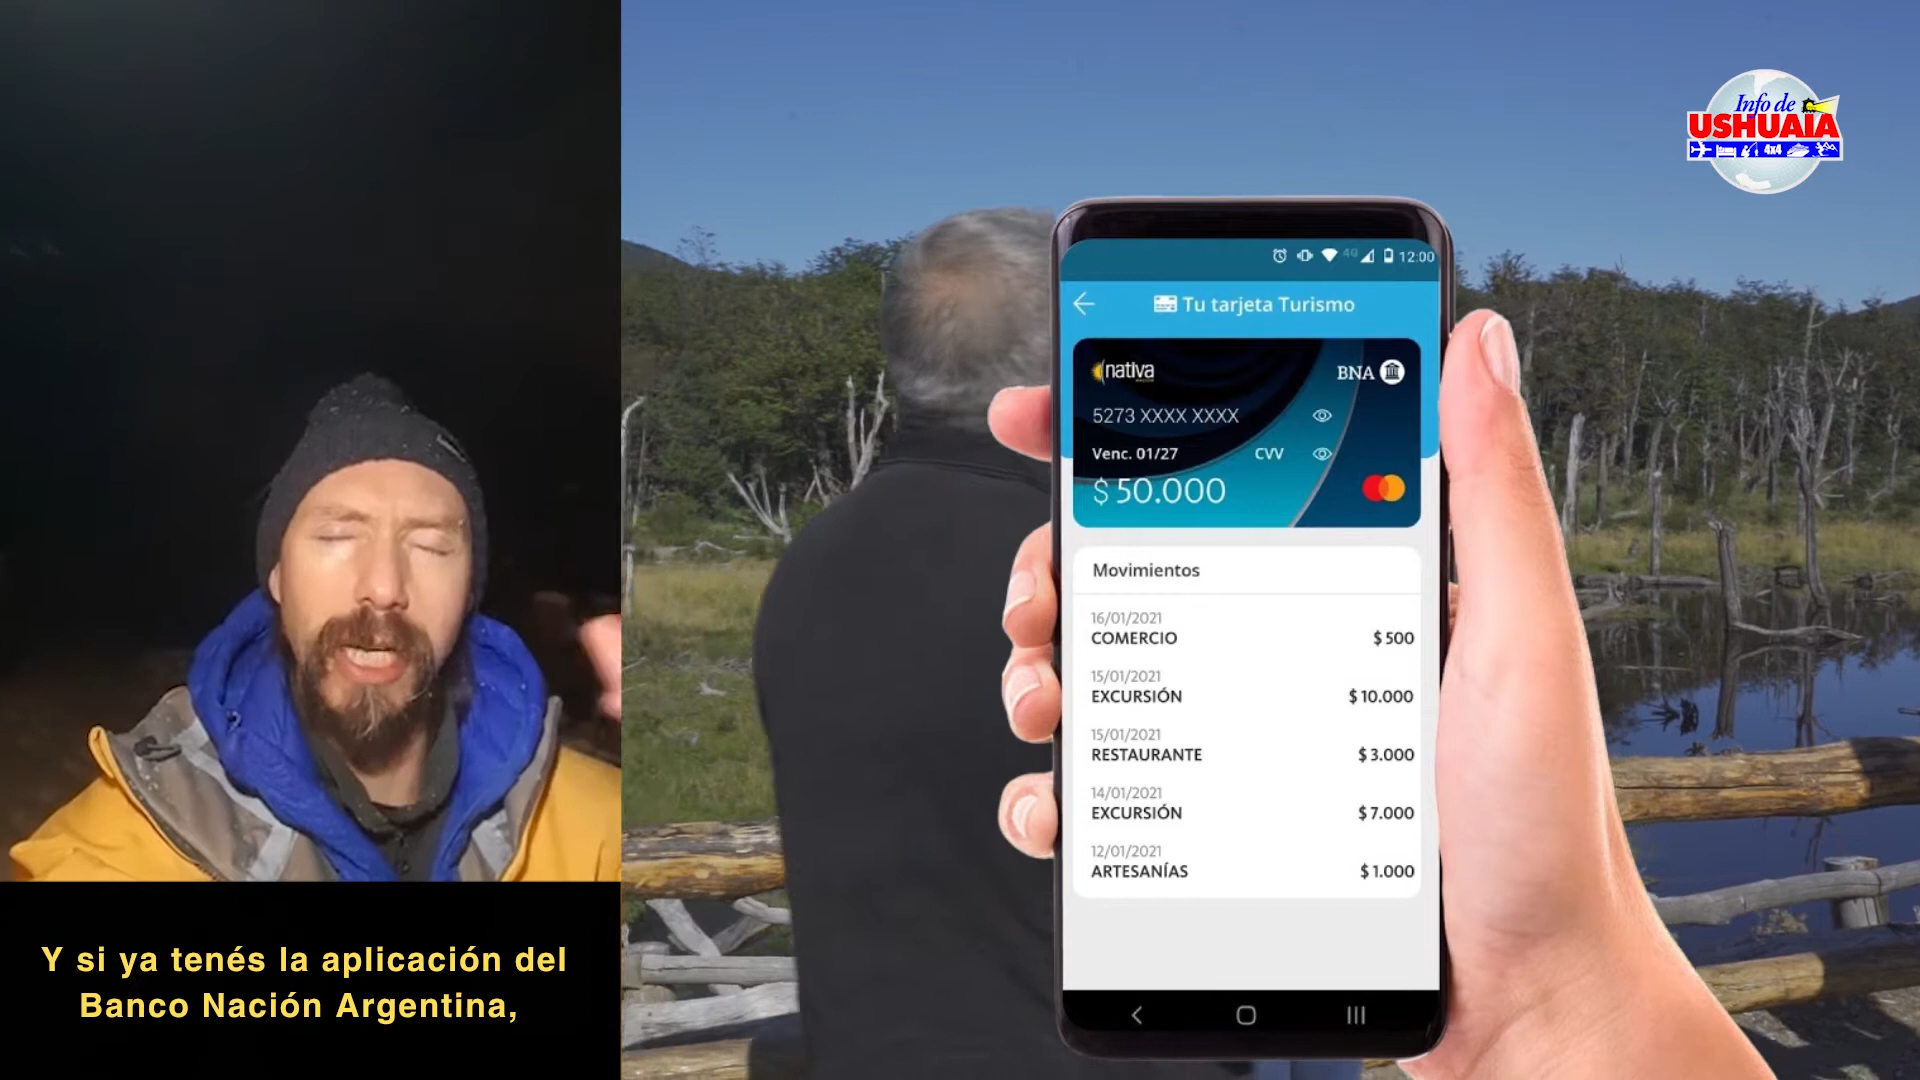 Info de
USHUAIA
4x4
4G
12:00
Tu tarjeta Turismo
nativa
NACIÓN
BNA
5273 XXXX XXXX
Venc. 01/27
CVV
$ 50.000
Movimientos
16/01/2021
COMERCIO $ 500
15/01/2021
EXCURSIÓN $ 10.000
15/01/2021
RESTAURANTE $ 3.000
14/01/2021
EXCURSIÓN $ 7.000
12/01/2021
ARTESANÍAS $ 1.000
Y si ya tenés la aplicación del
Banco Nación Argentina,